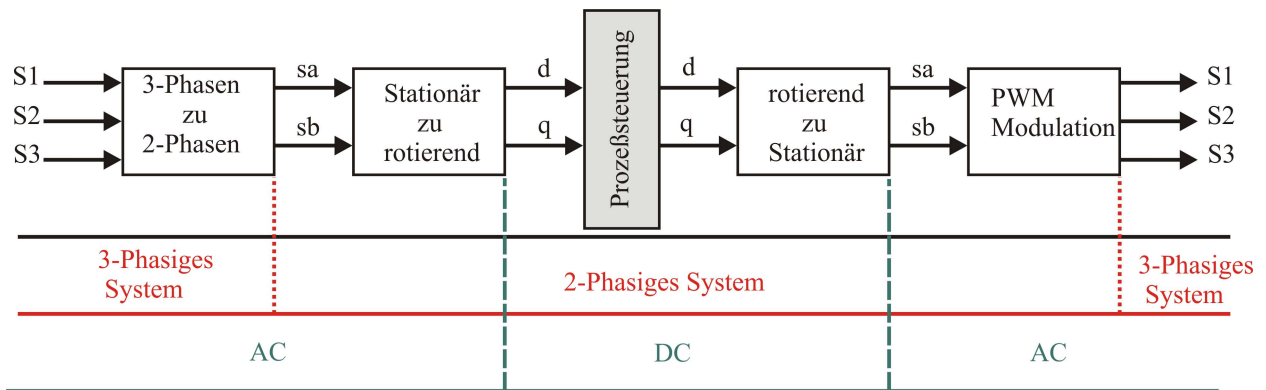 S1
S2
S3
3-Phasen
zu
2-Phasen
sa
sb
Stationär
zu
rotierend
d
q
Prozeßsteuerung
d
q
rotierend
zu
Stationär
sa
sb
PWM
Modulation
S1
S2
S3
3-Phasiges
System
2-Phasiges System
3-Phasiges
System
AC
DC
AC